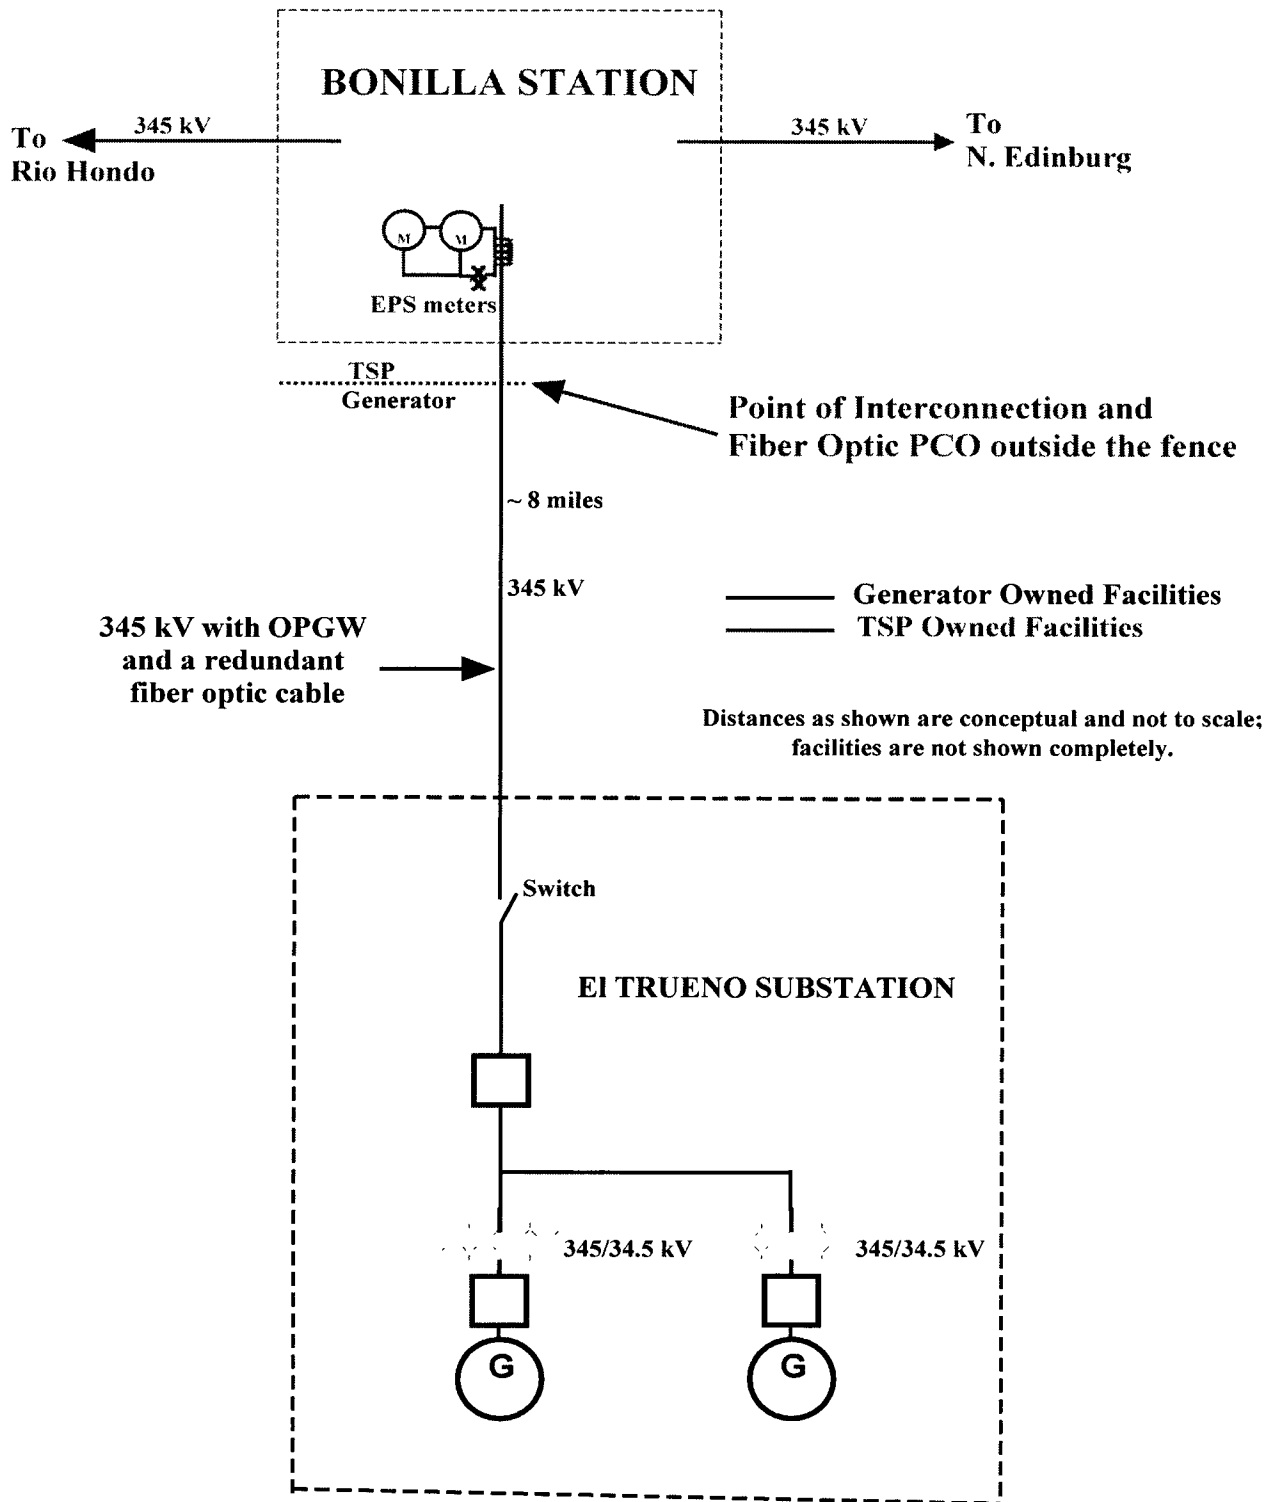 BONILLA STATION
345 kV
345 kV
To
Rio Hondo
To
N. Edinburg
M M
EPS meters
TSP
Generator
Point of Interconnection and
Fiber Optic PCO outside the fence
~ 8 miles
345 kV
Generator Owned Facilities
TSP Owned Facilities
345 kV with OPGW
and a redundant
fiber optic cable
Distances as shown are conceptual and not to scale;
facilities are not shown completely.
Switch
El TRUENO SUBSTATION
345/34.5 kV
345/34.5 kV
G
G